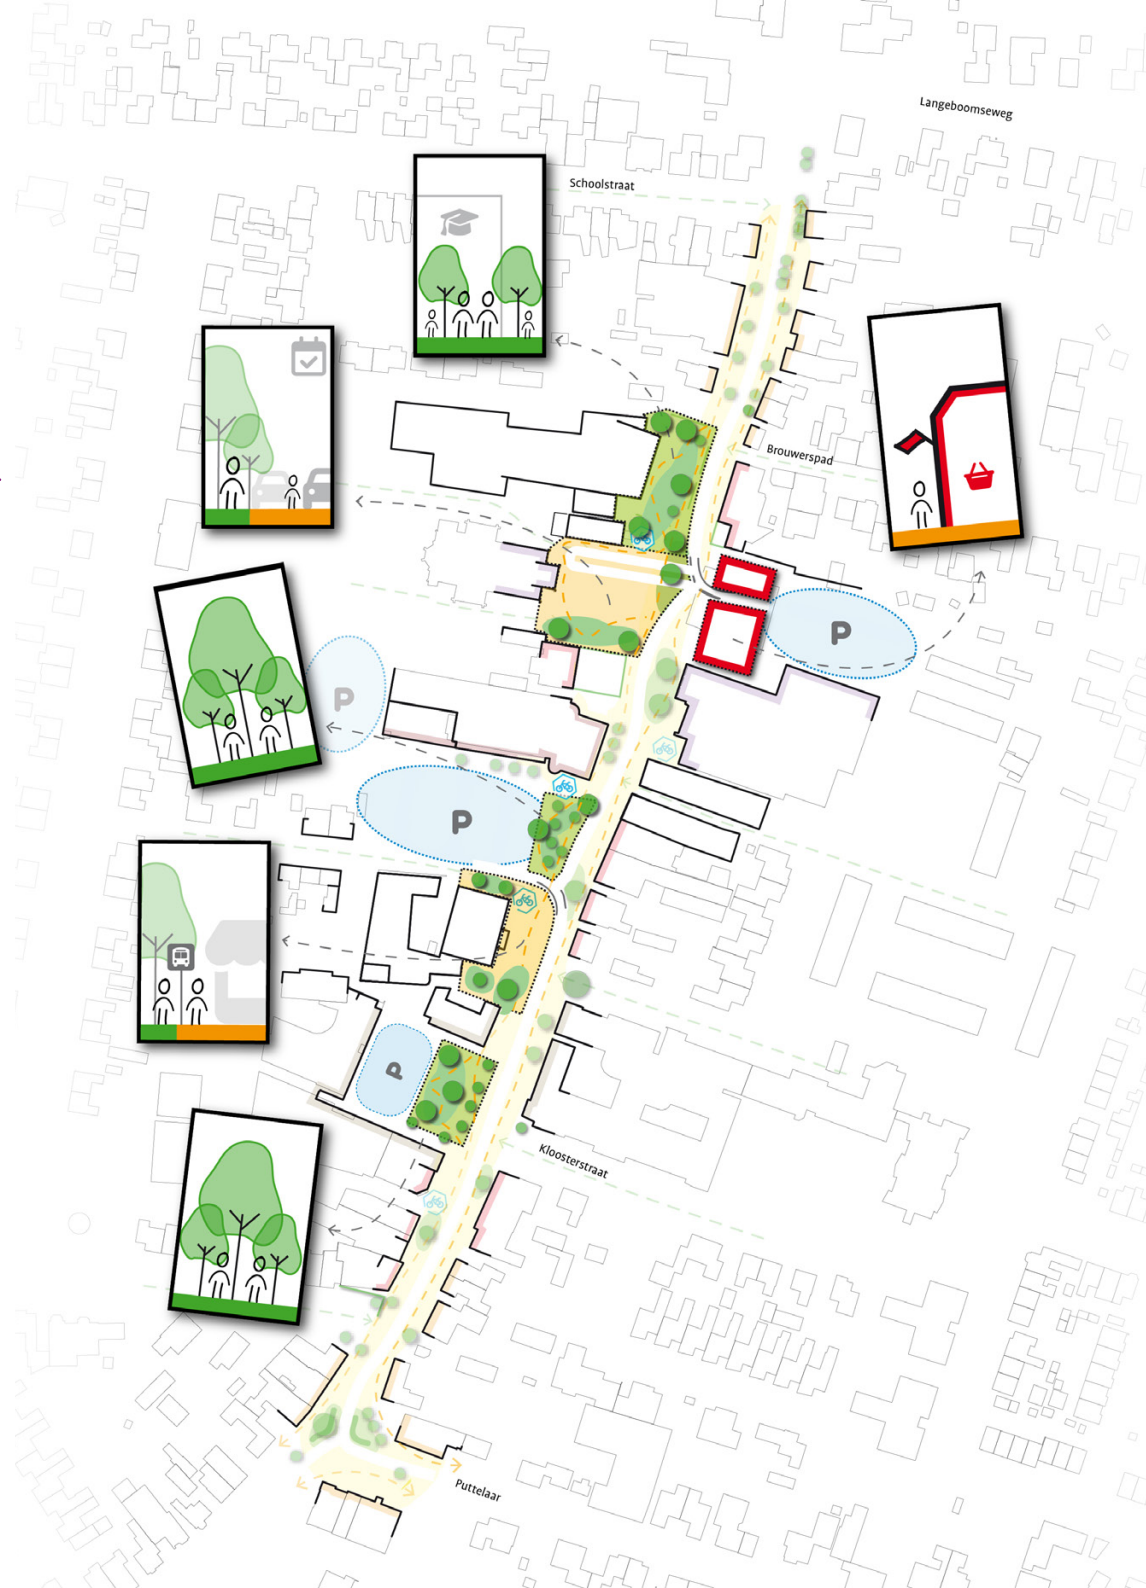 Langeboomseweg
Schoolstraat
Brouwerspad
P
P
P
P
Kloosterstraat
Puttelaar